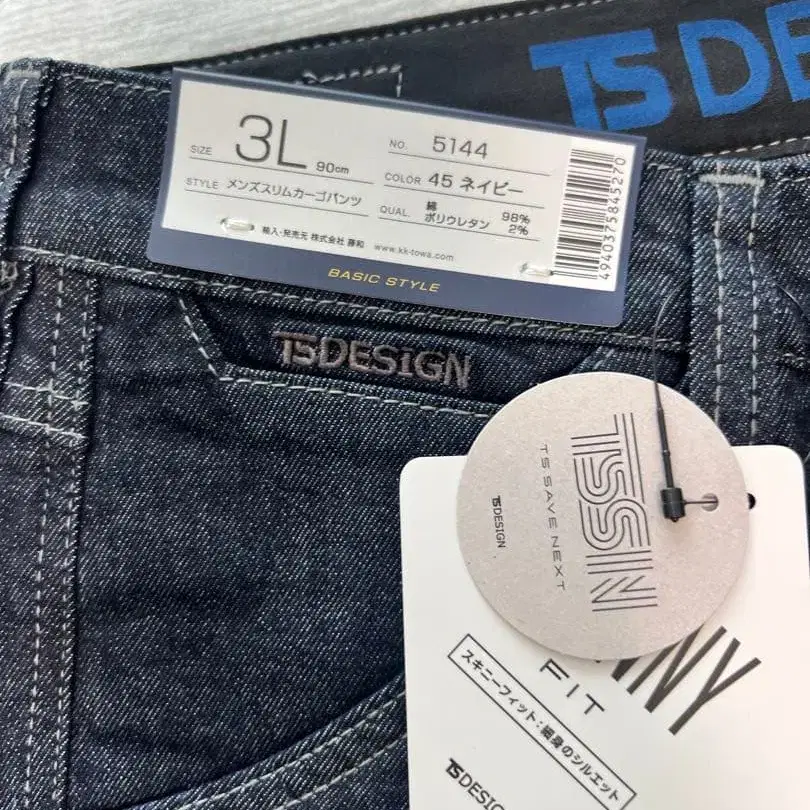 TS DE
SIZE 3L 90cm
NO. 5144
STYLE メンズスリムカーゴパンツ
COLOR 45 ネイビー
QUAL. 綿 98%
ポリウレタン 2%
輸入・発売元 株式会社 藤和 www.kk-towa.com
4940375845270
BASIC STYLE
TSDESiGN
TSSN
TS SAVE NEXT
TSDESIGN
NNY
FIT
スキニーフィット:細身のシルエット
TSDESIGN